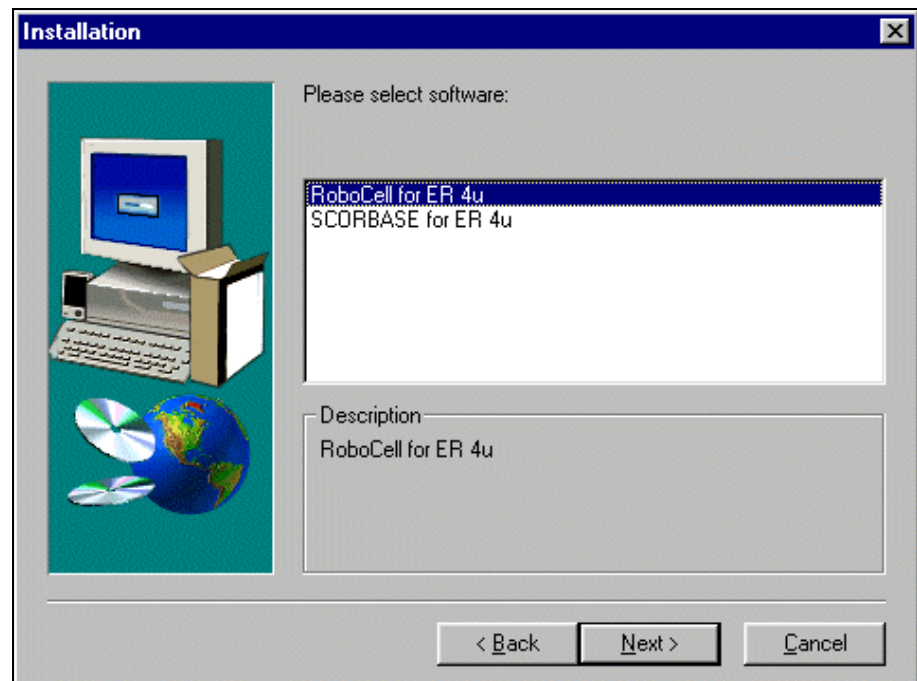 Installation
Please select software:
RoboCell for ER 4u
SCORBASE for ER 4u
Description
RoboCell for ER 4u
< Back
Next >
Cancel